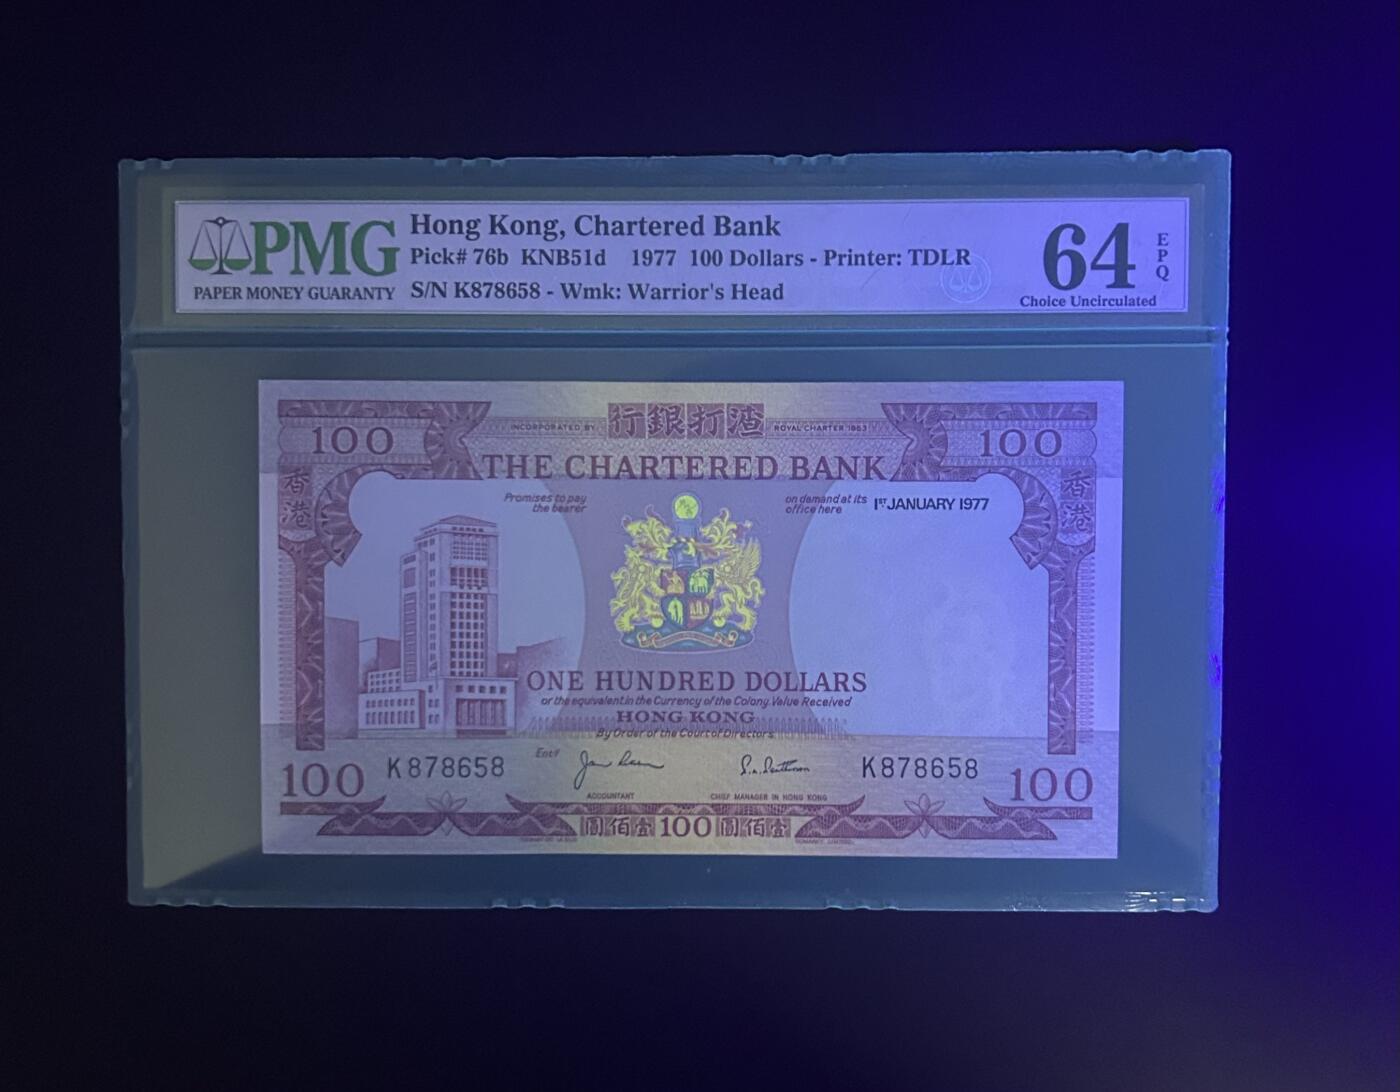 PMG
PAPER MONEY GUARANTY
Hong Kong, Chartered Bank
Pick# 76b KNB51d 1977 100 Dollars - Printer: TDLR
S/N K878658 - Wmk: Warrior's Head
64 EPQ
Choice Uncirculated
INCORPORATED BY 行銀打渣 ROYAL CHARTER 1853
100 100
THE CHARTERED BANK
香港 香港
Promises to pay the bearer
on demand at its office here
1ST JANUARY 1977
ONE HUNDRED DOLLARS
or the equivalent in the Currency of the Colony Value Received
HONG KONG
By Order of the Court of Directors
Entd
K878658 K878658
100 100
ACCOUNTANT CHIEF MANAGER IN HONG KONG
圓佰壹 100 圓佰壹